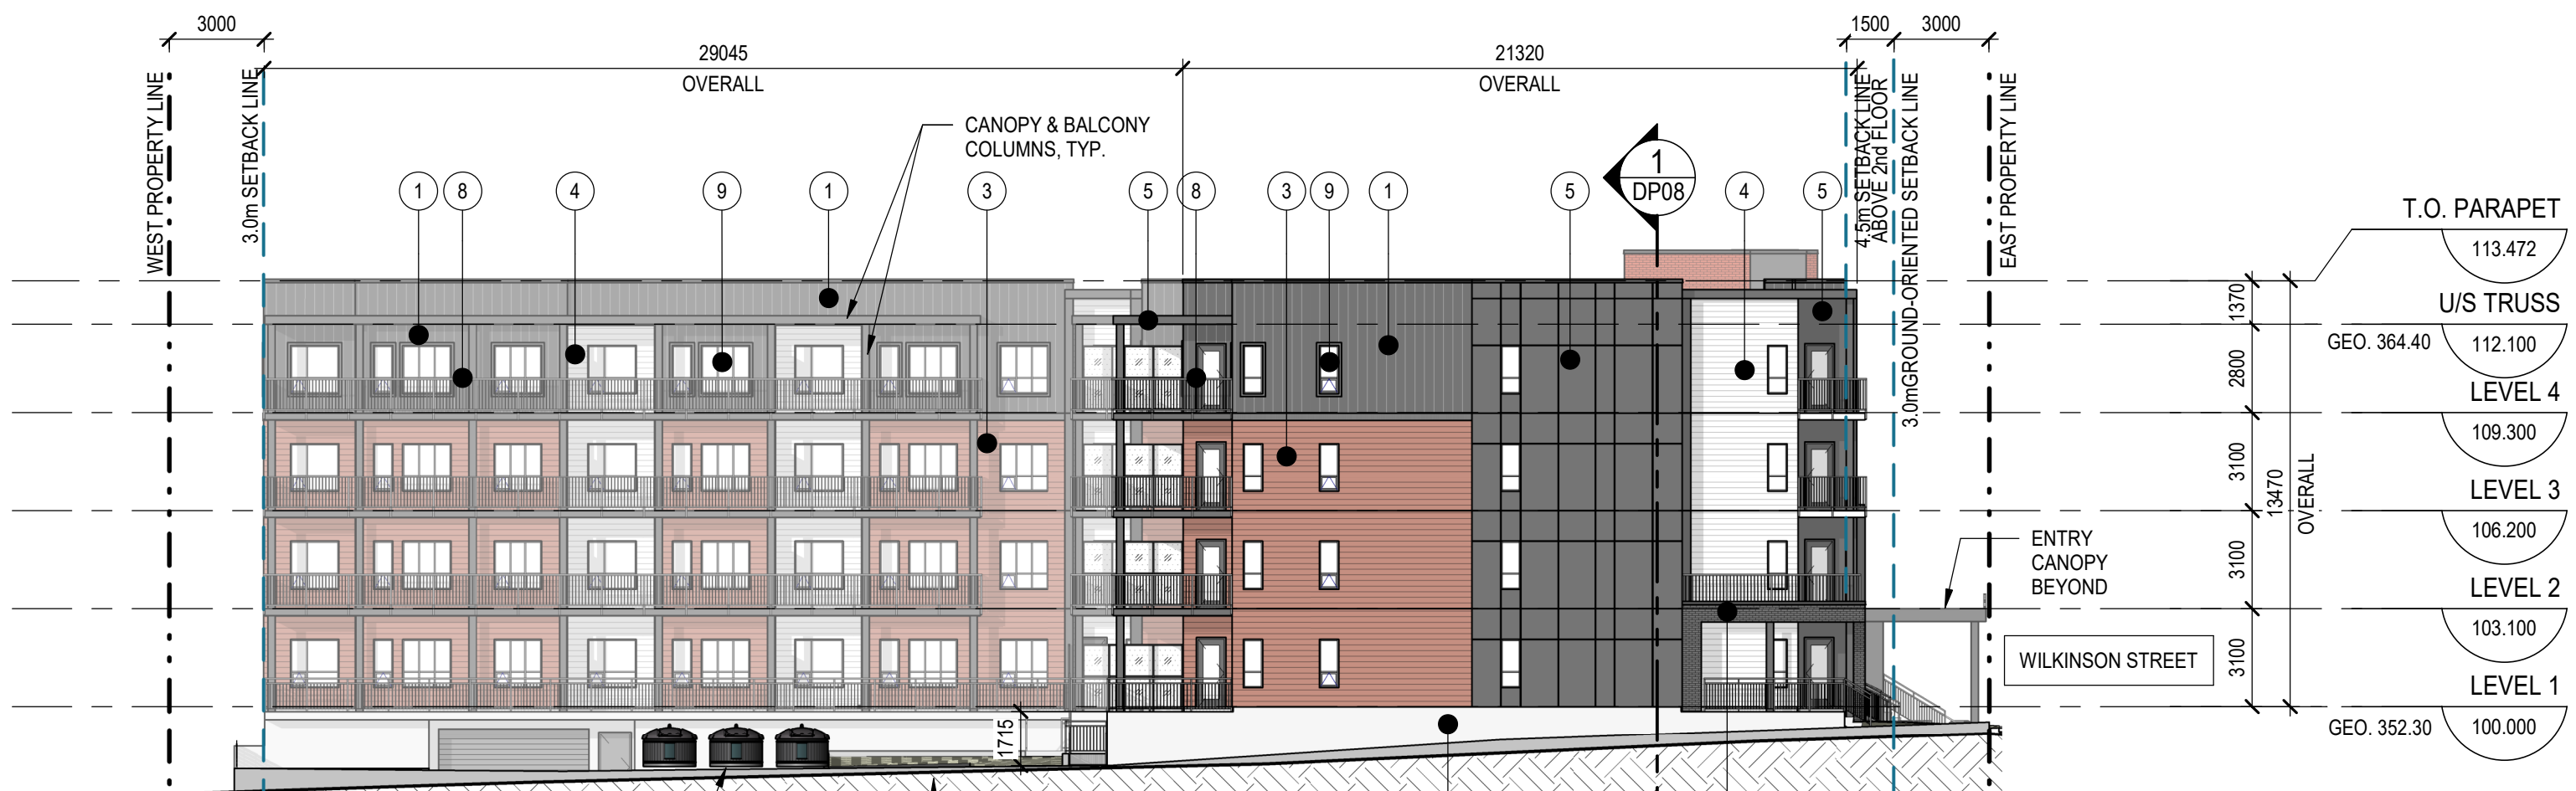 3000
29045
OVERALL
21320
OVERALL
1500
3000
WEST PROPERTY LINE
3.0m SETBACK LINE
4.5m SETBACK LINE
ABOVE 2nd FLOOR
3.0mGROUND-ORIENTED SETBACK LINE
EAST PROPERTY LINE
CANOPY & BALCONY
COLUMNS, TYP.
1
8
4
9
1
3
5
8
3
9
1
5
1
DP08
4
5
T.O. PARAPET
113.472
1370
U/S TRUSS
GEO. 364.40
112.100
2800
LEVEL 4
109.300
3100
LEVEL 3
13470
OVERALL
106.200
3100
LEVEL 2
103.100
3100
LEVEL 1
GEO. 352.30
100.000
ENTRY
CANOPY
BEYOND
WILKINSON STREET
1715